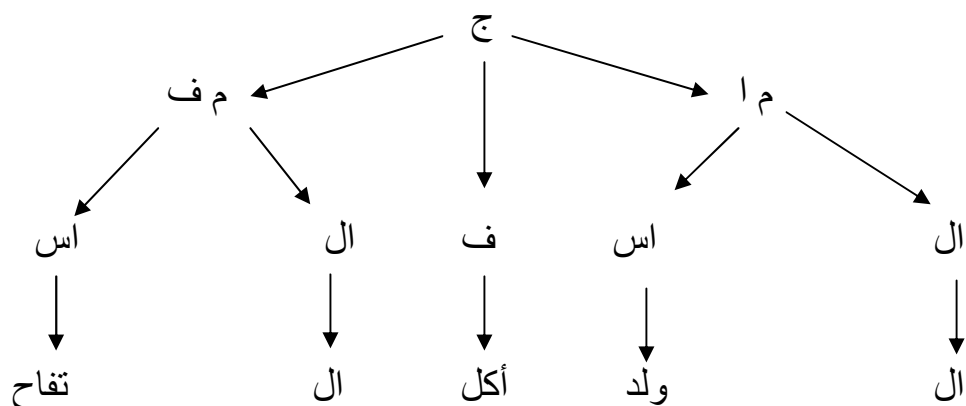 ج
م ا م ف
ال اس ف ال اس
ال ولد أكل ال تفاح